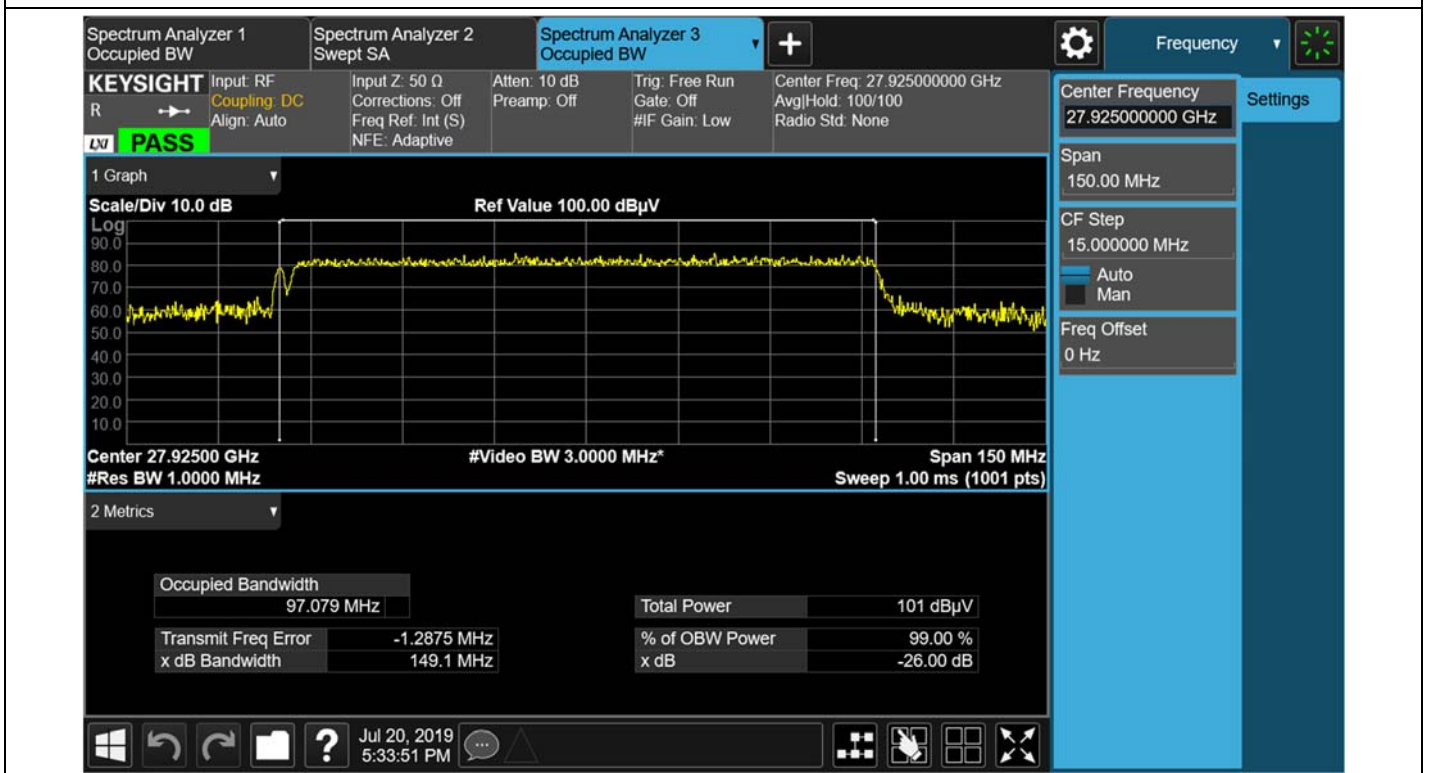 Spectrum Analyzer 1
Occupied BW
Spectrum Analyzer 2
Swept SA
Spectrum Analyzer 3
Occupied BW
+
Frequency
KEYSIGHT
R
LXI
PASS
Input: RF
Coupling: DC
Align: Auto
Input Z: 50 Ω
Corrections: Off
Freq Ref: Int (S)
NFE: Adaptive
Atten: 10 dB
Preamp: Off
Trig: Free Run
Gate: Off
#IF Gain: Low
Center Freq: 27.925000000 GHz
Avg|Hold: 100/100
Radio Std: None
Center Frequency
27.925000000 GHz
Settings
Span
150.00 MHz
CF Step
15.000000 MHz
Auto
Man
Freq Offset
0 Hz
1 Graph
Scale/Div 10.0 dB
Ref Value 100.00 dBµV
Log
90.0
80.0
70.0
60.0
50.0
40.0
30.0
20.0
10.0
Center 27.92500 GHz
#Video BW 3.0000 MHz*
Span 150 MHz
#Res BW 1.0000 MHz
Sweep 1.00 ms (1001 pts)
2 Metrics
Occupied Bandwidth
97.079 MHz
Total Power 101 dBµV
Transmit Freq Error -1.2875 MHz
% of OBW Power 99.00 %
x dB Bandwidth 149.1 MHz
x dB -26.00 dB
?
Jul 20, 2019
5:33:51 PM